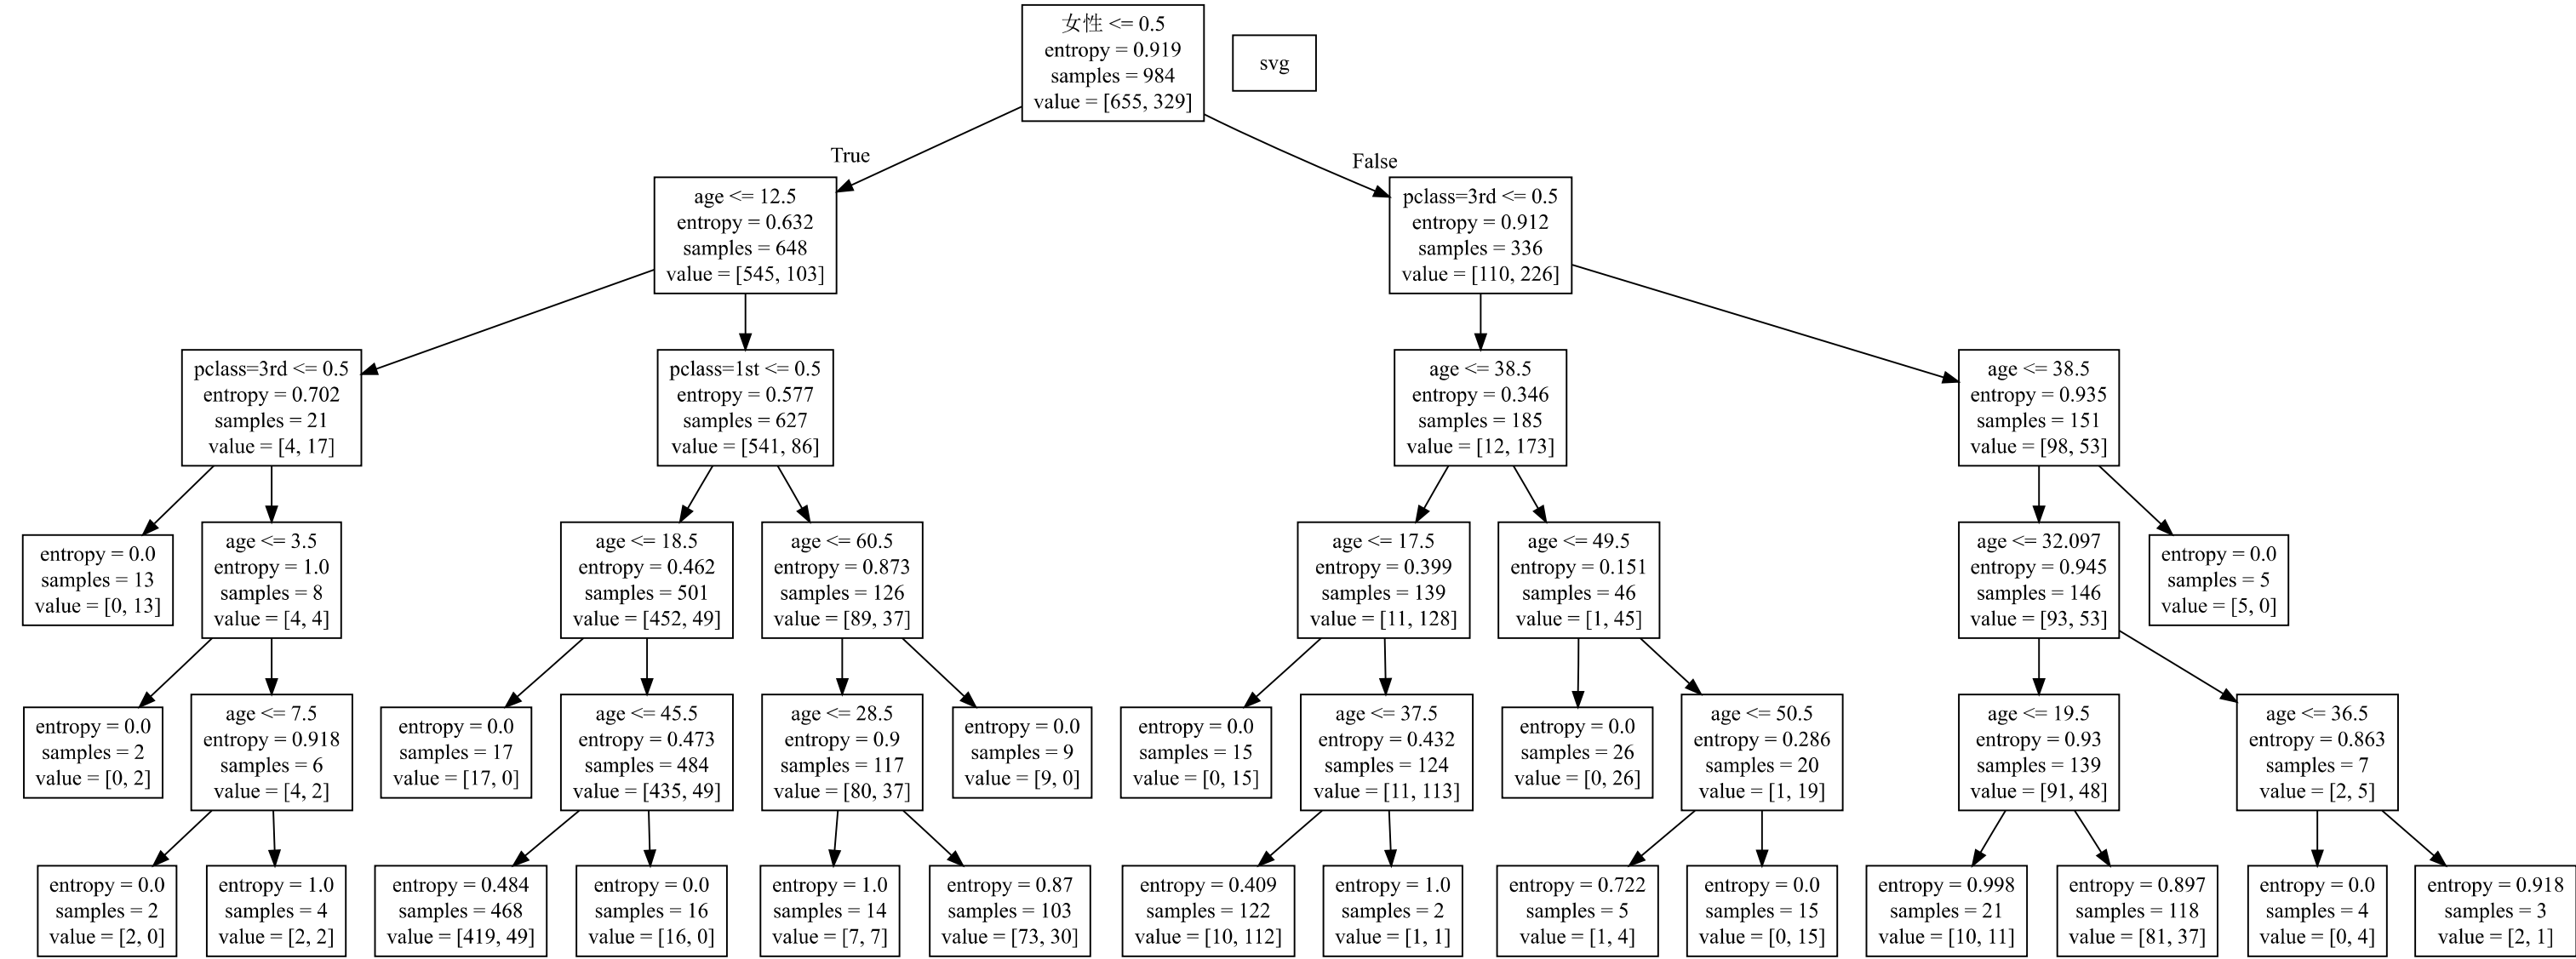 女性 <= 0.5
entropy = 0.919
samples = 984
value = [655, 329]
svg
True
False
age <= 12.5
entropy = 0.632
samples = 648
value = [545, 103]
pclass=3rd <= 0.5
entropy = 0.912
samples = 336
value = [110, 226]
pclass=3rd <= 0.5
entropy = 0.702
samples = 21
value = [4, 17]
pclass=1st <= 0.5
entropy = 0.577
samples = 627
value = [541, 86]
age <= 38.5
entropy = 0.346
samples = 185
value = [12, 173]
age <= 38.5
entropy = 0.935
samples = 151
value = [98, 53]
entropy = 0.0
samples = 13
value = [0, 13]
age <= 3.5
entropy = 1.0
samples = 8
value = [4, 4]
age <= 18.5
entropy = 0.462
samples = 501
value = [452, 49]
age <= 60.5
entropy = 0.873
samples = 126
value = [89, 37]
age <= 17.5
entropy = 0.399
samples = 139
value = [11, 128]
age <= 49.5
entropy = 0.151
samples = 46
value = [1, 45]
age <= 32.097
entropy = 0.945
samples = 146
value = [93, 53]
entropy = 0.0
samples = 5
value = [5, 0]
entropy = 0.0
samples = 2
value = [0, 2]
age <= 7.5
entropy = 0.918
samples = 6
value = [4, 2]
entropy = 0.0
samples = 17
value = [17, 0]
age <= 45.5
entropy = 0.473
samples = 484
value = [435, 49]
age <= 28.5
entropy = 0.9
samples = 117
value = [80, 37]
entropy = 0.0
samples = 9
value = [9, 0]
entropy = 0.0
samples = 15
value = [0, 15]
age <= 37.5
entropy = 0.432
samples = 124
value = [11, 113]
entropy = 0.0
samples = 26
value = [0, 26]
age <= 50.5
entropy = 0.286
samples = 20
value = [1, 19]
age <= 19.5
entropy = 0.93
samples = 139
value = [91, 48]
age <= 36.5
entropy = 0.863
samples = 7
value = [2, 5]
entropy = 0.0
samples = 2
value = [2, 0]
entropy = 1.0
samples = 4
value = [2, 2]
entropy = 0.484
samples = 468
value = [419, 49]
entropy = 0.0
samples = 16
value = [16, 0]
entropy = 1.0
samples = 14
value = [7, 7]
entropy = 0.87
samples = 103
value = [73, 30]
entropy = 0.409
samples = 122
value = [10, 112]
entropy = 1.0
samples = 2
value = [1, 1]
entropy = 0.722
samples = 5
value = [1, 4]
entropy = 0.0
samples = 15
value = [0, 15]
entropy = 0.998
samples = 21
value = [10, 11]
entropy = 0.897
samples = 118
value = [81, 37]
entropy = 0.0
samples = 4
value = [0, 4]
entropy = 0.918
samples = 3
value = [2, 1]